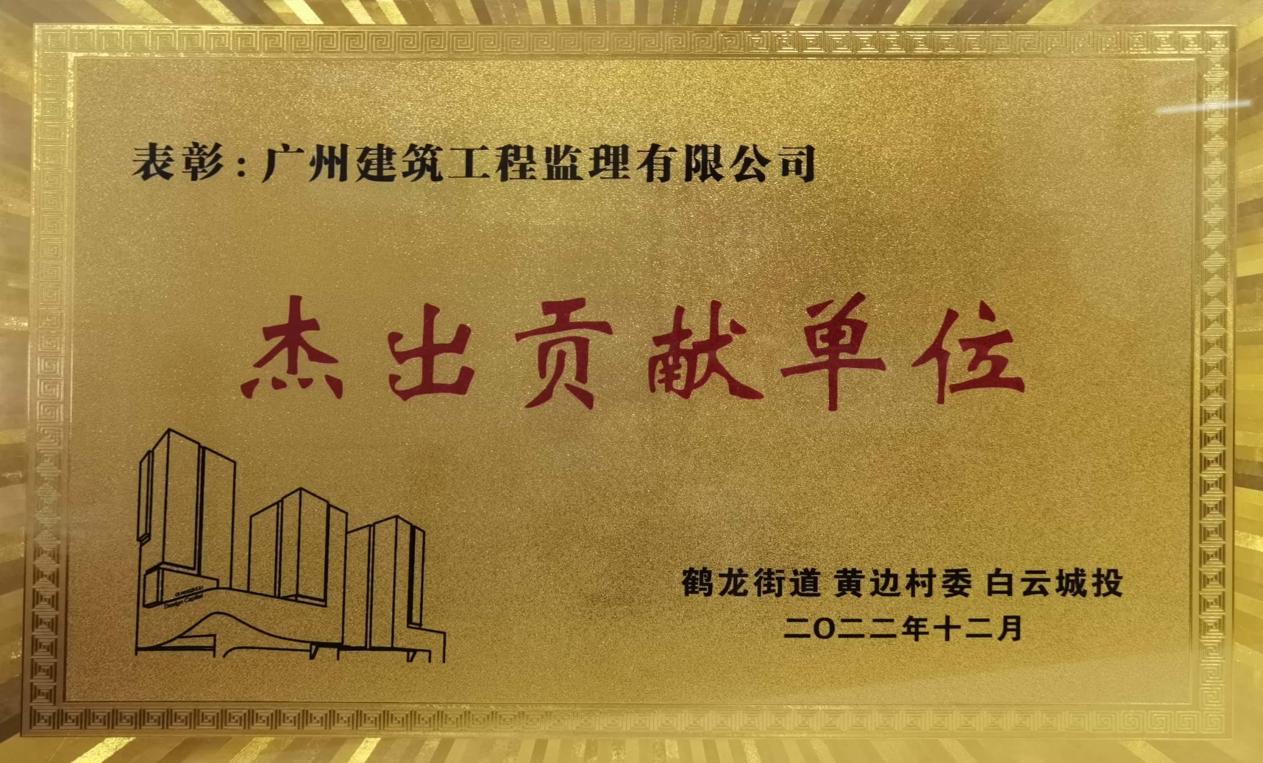 表彰：广州建筑工程监理有限公司
杰出贡献单位
鹤龙街道 黄边村委 白云城投
二〇二二年十二月